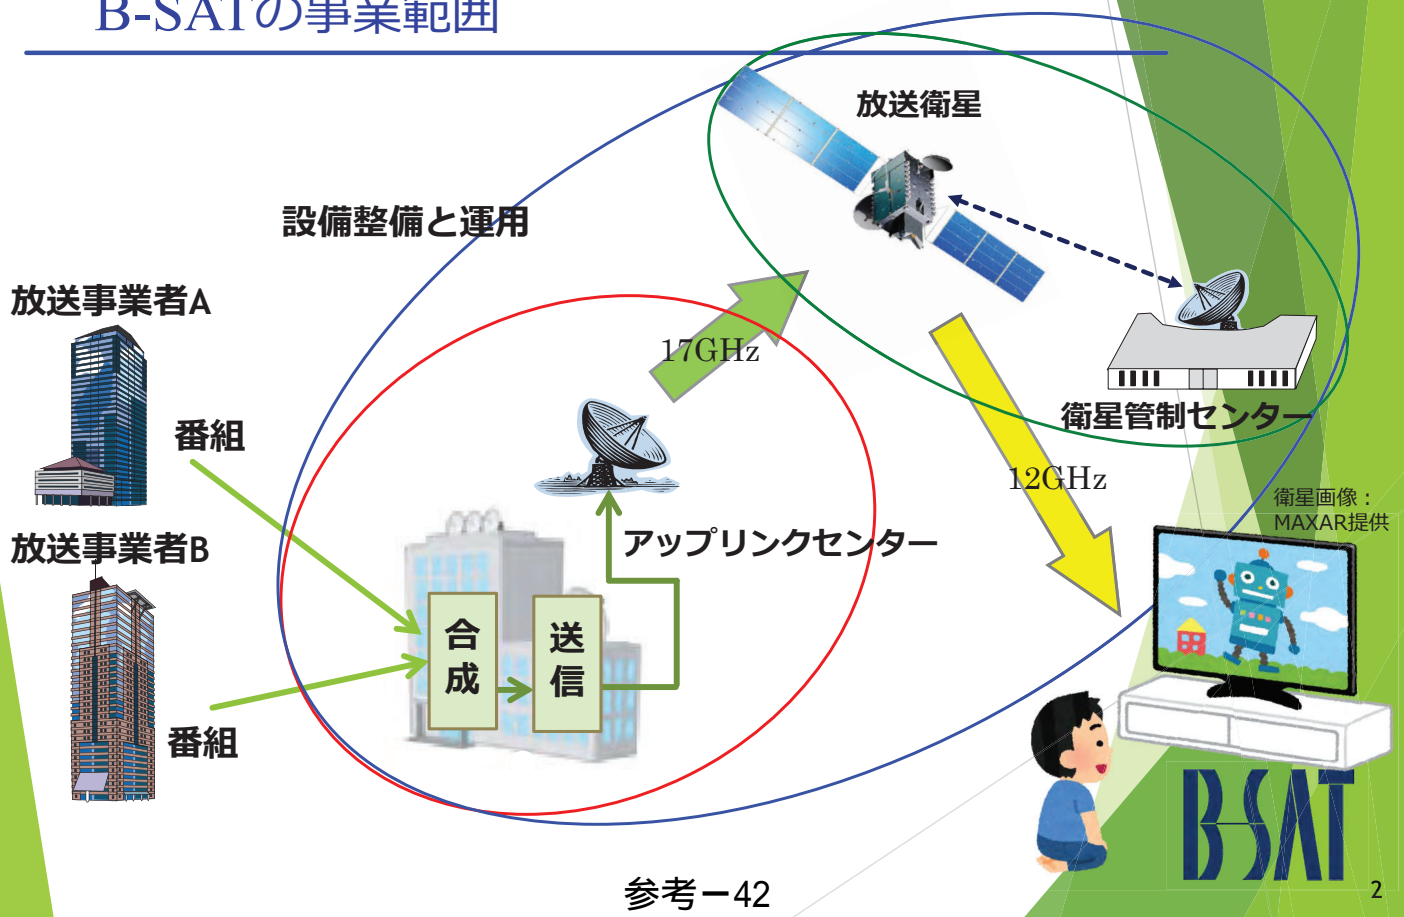 B-SATの事業範囲
放送衛星
設備整備と運用
放送事業者A
17GHz
番組
衛星管制センター
12GHz
衛星画像：
MAXAR提供
放送事業者B
アップリンクセンター
合成
送信
番組
B-SAT
参考ー42
2